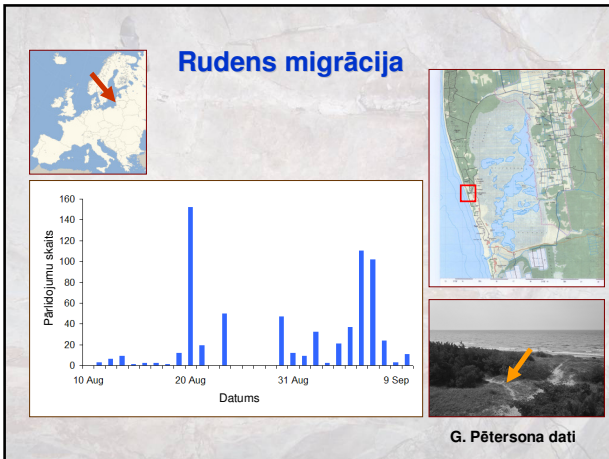 Rudens migrācija
160
140
120
100
80
60
40
20
0
Pārlidojumu skaits
10 Aug 20 Aug 31 Aug 9 Sep
Datums
G. Pētersona dati